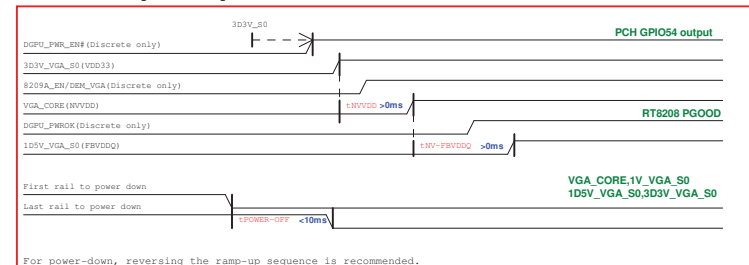 3D3V_S0
PCH GPIO54 output
DGPU_PWR_EN#(Discrete only)
3D3V_VGA_S0(VDD33)
8209A_EN/DEM_VGA(Discrete only)
VGA_CORE(NVVDD)
tNVVDD >0ms
RT8208 PGOOD
DGPU_PWROK(Discrete only)
1D5V_VGA_S0(FBVDDQ)
tNV-FBVDDQ >0ms
VGA_CORE,1V_VGA_S0
1D5V_VGA_S0,3D3V_VGA_S0
First rail to power down
Last rail to power down
tPOWER-OFF <10ms
For power-down, reversing the ramp-up sequence is recommended.